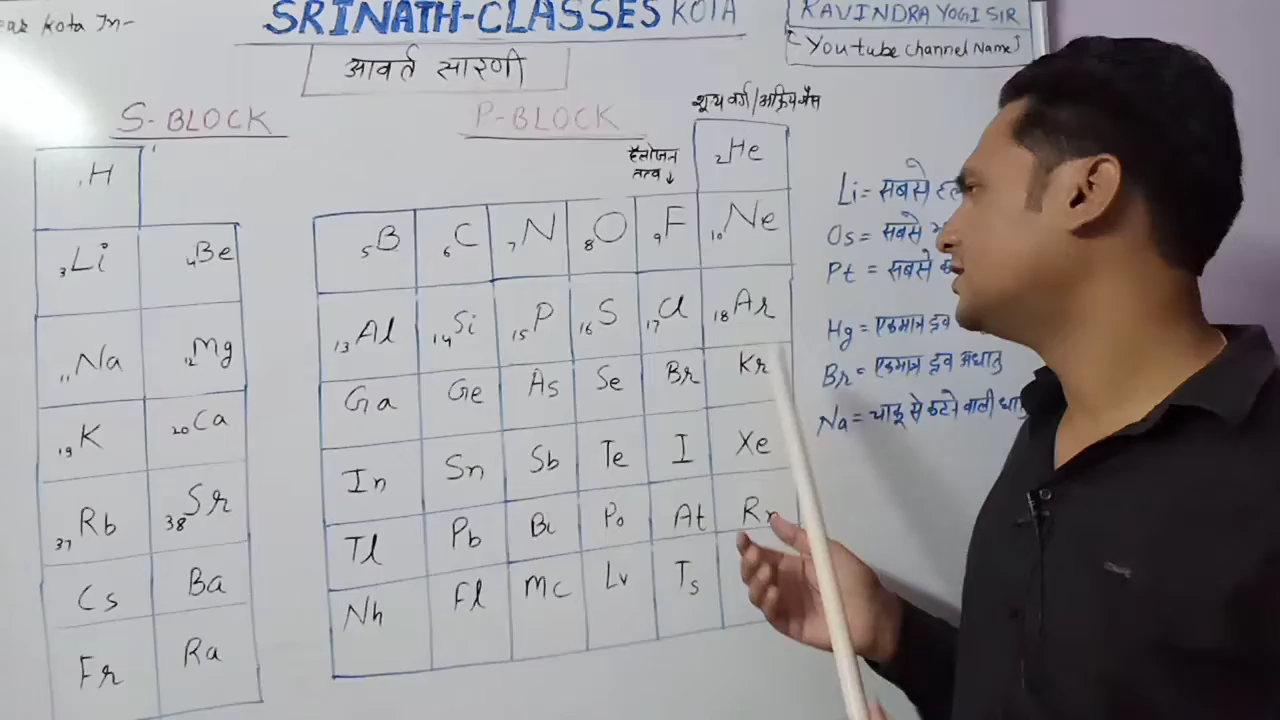 Kota In-
SRINATH-CLASSES KOTA
RAVINDRA YOGI SIR
(Youtube Channel Name)
आवर्त सारणी
S-BLOCK
P-BLOCK
शून्य वर्ग/अक्रिय गैस
हैलोजन
तत्व ↓
1H
2He
3Li 4Be 5B 6C 7N 8O 9F 10Ne
11Na 12Mg 13Al 14Si 15P 16S 17Cl 18Ar
19K 20Ca Ga Ge As Se Br Kr
37Rb 38Sr In Sn Sb Te I Xe
Cs Ba Tl Pb Bi Po At Rn
Fr Ra Nh Fl Mc Lv Ts
Li = सबसे
Os = सबसे
Pt = सबसे
Hg = एकमात्र द्रव
Br = एकमात्र द्रव अधातु
Na = चाकू से कटने वाली